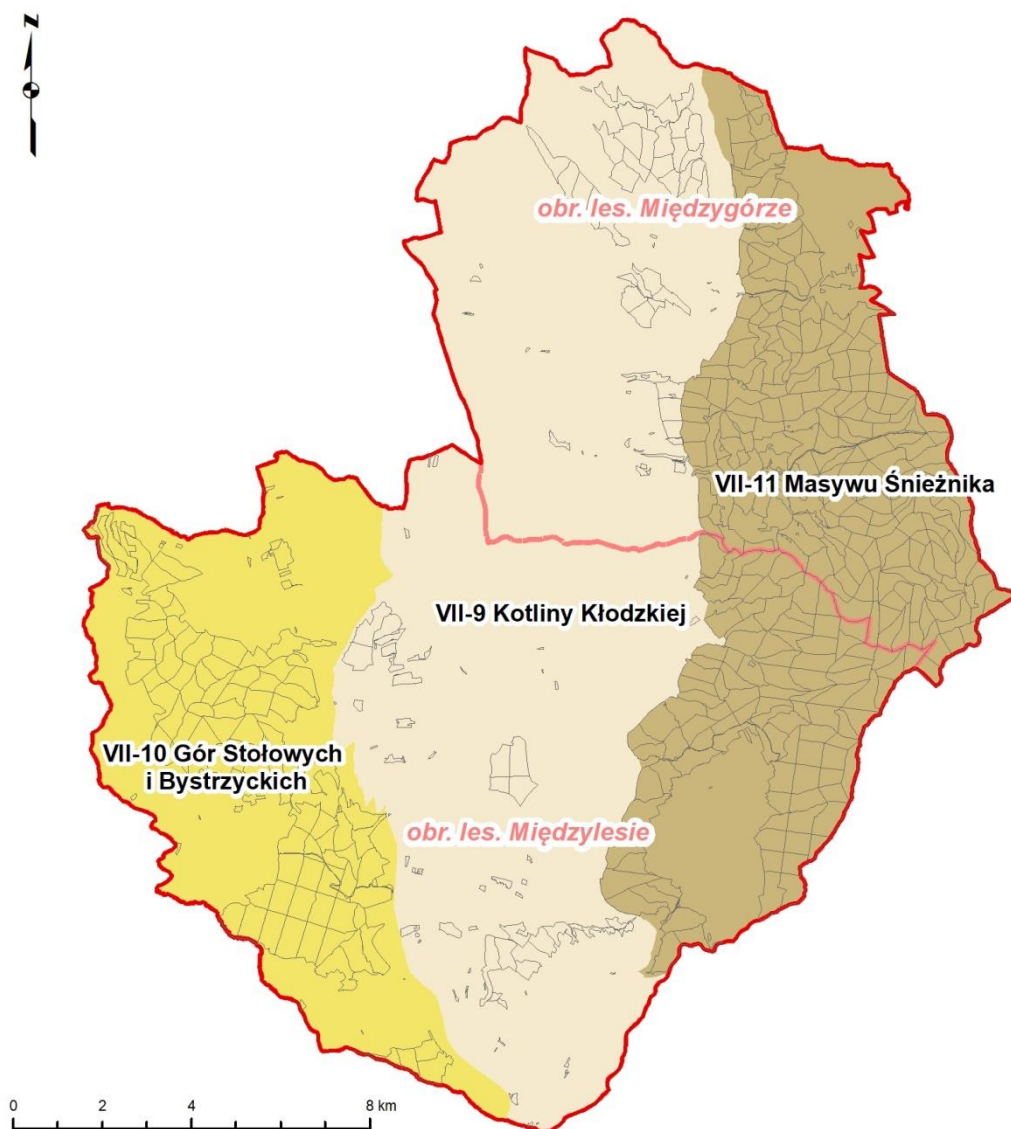 N
obr. les. Międzygórze
VII-11 Masywu Śnieżnika
VII-9 Kotliny Kłodzkiej
VII-10 Gór Stołowych
i Bystrzyckich
obr. les. Międzylesie
0 2 4 8 km